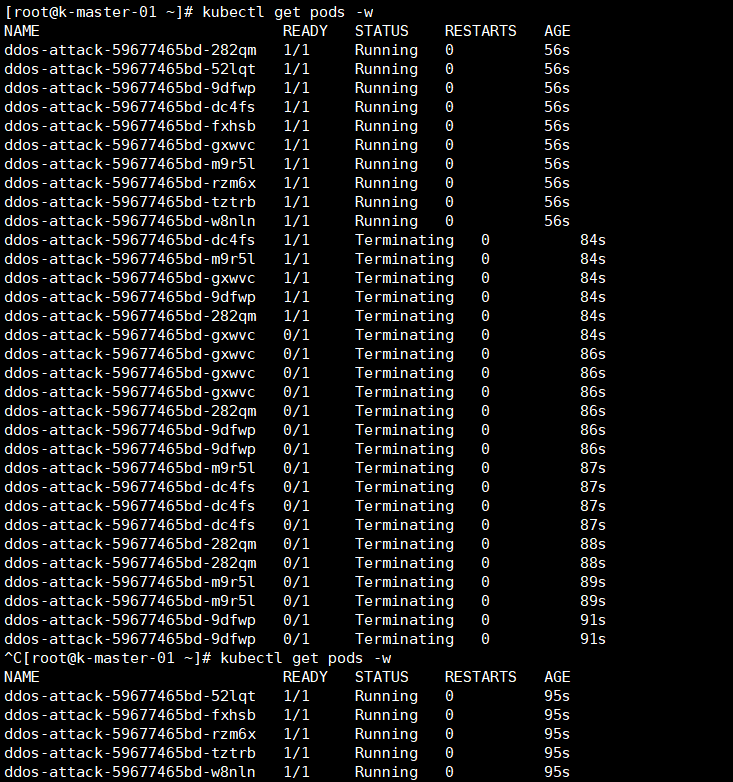 [root@k-master-01 ~]# kubectl get pods -w
NAME                           READY   STATUS    RESTARTS   AGE
ddos-attack-59677465bd-282qm   1/1     Running   0          56s
ddos-attack-59677465bd-52lqt   1/1     Running   0          56s
ddos-attack-59677465bd-9dfwp   1/1     Running   0          56s
ddos-attack-59677465bd-dc4fs   1/1     Running   0          56s
ddos-attack-59677465bd-fxhsb   1/1     Running   0          56s
ddos-attack-59677465bd-gxwvc   1/1     Running   0          56s
ddos-attack-59677465bd-m9r5l   1/1     Running   0          56s
ddos-attack-59677465bd-rzm6x   1/1     Running   0          56s
ddos-attack-59677465bd-tztrb   1/1     Running   0          56s
ddos-attack-59677465bd-w8nln   1/1     Running   0          56s
ddos-attack-59677465bd-dc4fs   1/1     Terminating   0          84s
ddos-attack-59677465bd-m9r5l   1/1     Terminating   0          84s
ddos-attack-59677465bd-gxwvc   1/1     Terminating   0          84s
ddos-attack-59677465bd-9dfwp   1/1     Terminating   0          84s
ddos-attack-59677465bd-282qm   1/1     Terminating   0          84s
ddos-attack-59677465bd-gxwvc   0/1     Terminating   0          84s
ddos-attack-59677465bd-gxwvc   0/1     Terminating   0          86s
ddos-attack-59677465bd-gxwvc   0/1     Terminating   0          86s
ddos-attack-59677465bd-gxwvc   0/1     Terminating   0          86s
ddos-attack-59677465bd-282qm   0/1     Terminating   0          86s
ddos-attack-59677465bd-9dfwp   0/1     Terminating   0          86s
ddos-attack-59677465bd-9dfwp   0/1     Terminating   0          86s
ddos-attack-59677465bd-m9r5l   0/1     Terminating   0          87s
ddos-attack-59677465bd-dc4fs   0/1     Terminating   0          87s
ddos-attack-59677465bd-dc4fs   0/1     Terminating   0          87s
ddos-attack-59677465bd-dc4fs   0/1     Terminating   0          87s
ddos-attack-59677465bd-282qm   0/1     Terminating   0          88s
ddos-attack-59677465bd-282qm   0/1     Terminating   0          88s
ddos-attack-59677465bd-m9r5l   0/1     Terminating   0          89s
ddos-attack-59677465bd-m9r5l   0/1     Terminating   0          89s
ddos-attack-59677465bd-9dfwp   0/1     Terminating   0          91s
ddos-attack-59677465bd-9dfwp   0/1     Terminating   0          91s
^C[root@k-master-01 ~]# kubectl get pods -w
NAME                           READY   STATUS    RESTARTS   AGE
ddos-attack-59677465bd-52lqt   1/1     Running   0          95s
ddos-attack-59677465bd-fxhsb   1/1     Running   0          95s
ddos-attack-59677465bd-rzm6x   1/1     Running   0          95s
ddos-attack-59677465bd-tztrb   1/1     Running   0          95s
ddos-attack-59677465bd-w8nln   1/1     Running   0          95s